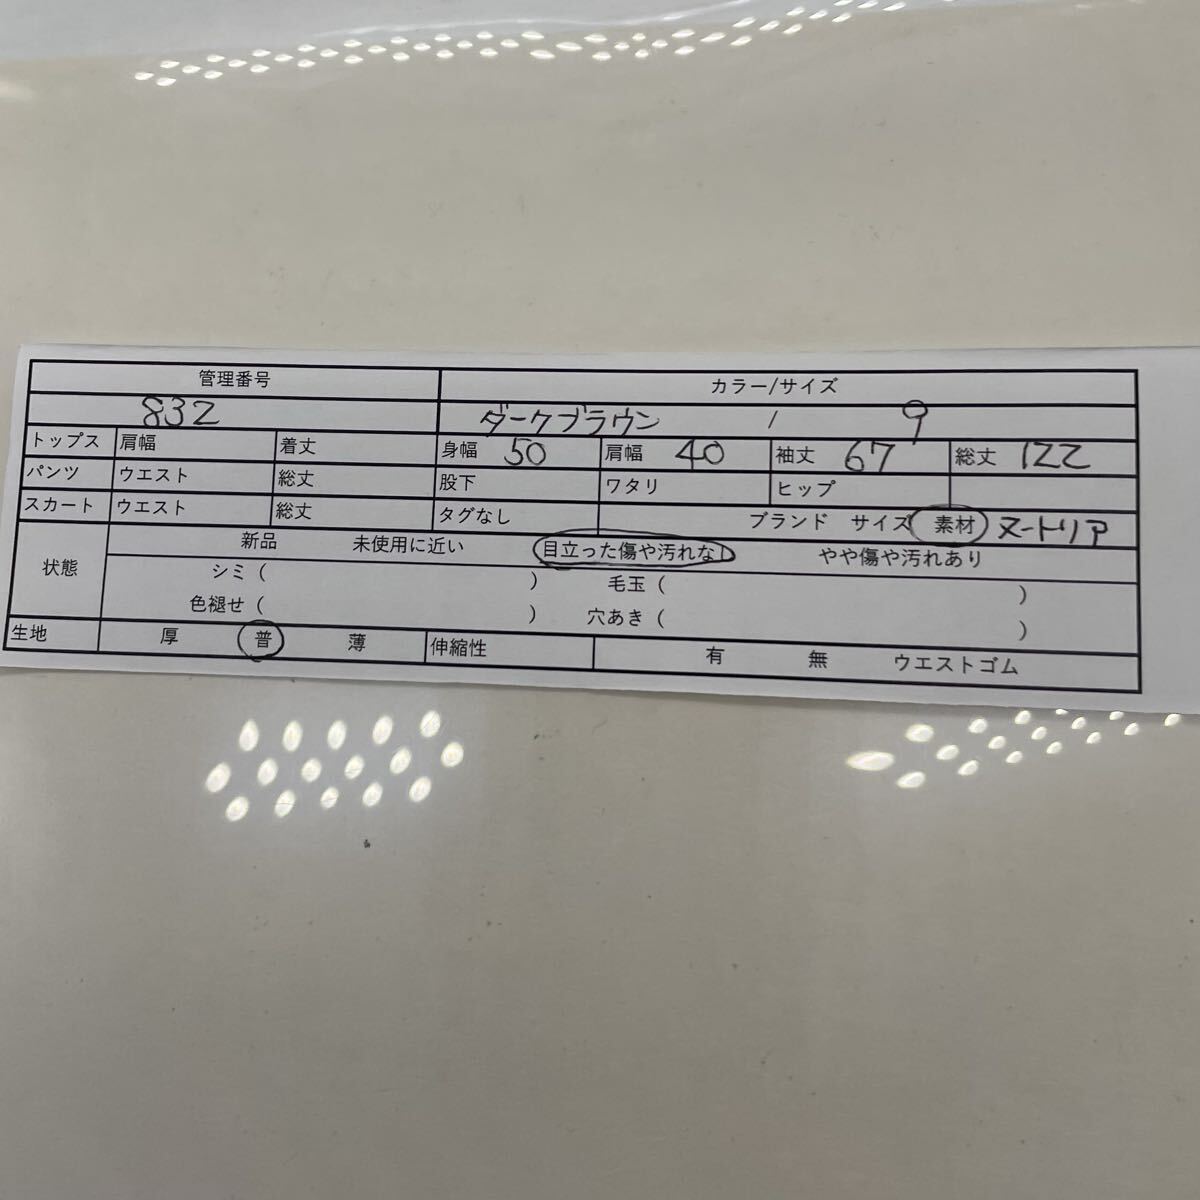 管理番号 カラー/サイズ
832 ダークブラウン / 9
トップス 肩幅 着丈 身幅 50 肩幅 40 袖丈 67 総丈 122
パンツ ウエスト 総丈 股下 ワタリ ヒップ
スカート ウエスト 総丈 タグなし ブランド サイズ 素材 ヌートリア
状態 新品 未使用に近い 目立った傷や汚れなし やや傷や汚れあり
シミ ( ) 毛玉 ( )
色褪せ ( ) 穴あき ( )
生地 厚 普 薄 伸縮性 有 無 ウエストゴム